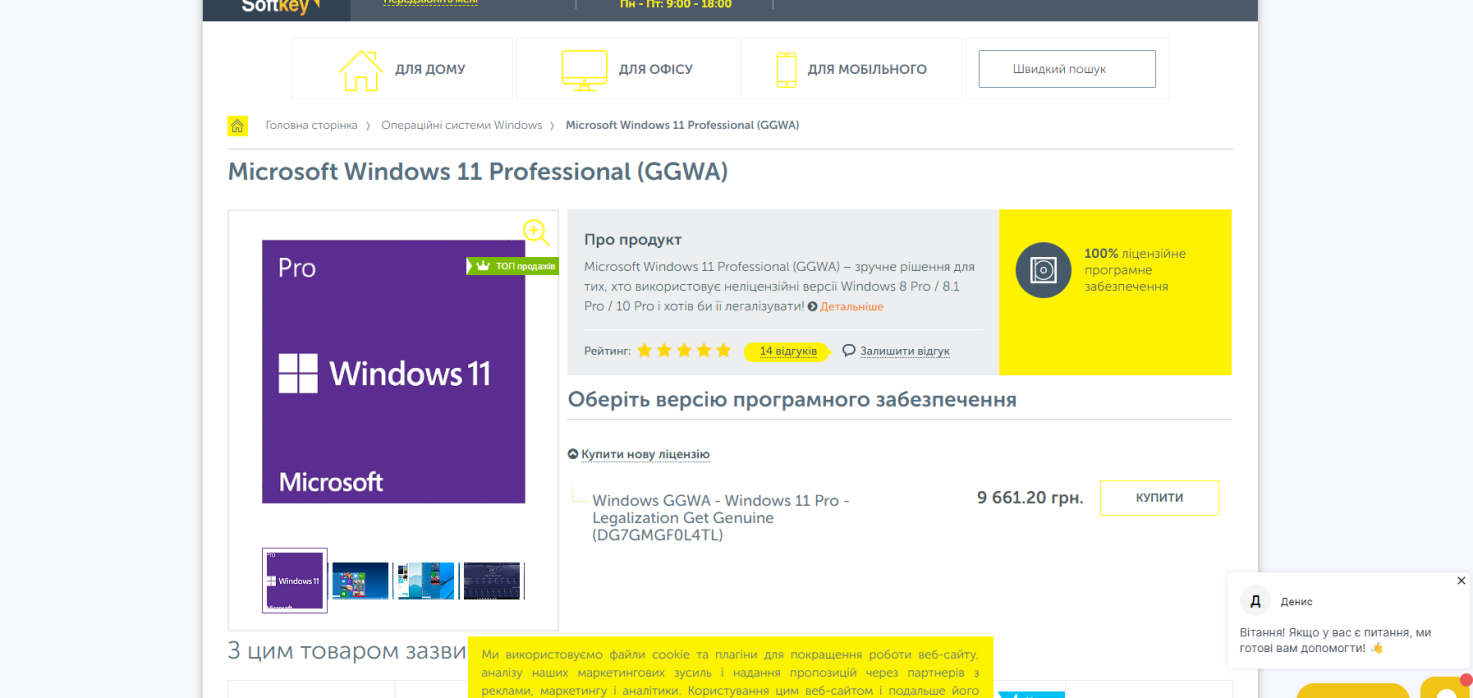 Softkey
Передзвоніть мені
Пн - Пт: 9:00 - 18:00
ДЛЯ ДОМУ
ДЛЯ ОФІСУ
ДЛЯ МОБІЛЬНОГО
Швидкий пошук
Головна сторінка
Операційні системи Windows
Microsoft Windows 11 Professional (GGWA)
Microsoft Windows 11 Professional (GGWA)
Pro
ТОП продажів
Windows 11
Microsoft
Pro
Windows 11
Microsoft
Про продукт
Microsoft Windows 11 Professional (GGWA) – зручне рішення для
тих, хто використовує неліцензійні версії Windows 8 Pro / 8.1
Pro / 10 Pro і хотів би її легалізувати! Детальніше
Рейтинг:
14 відгуків
Залишити відгук
100% ліцензійне
програмне
забезпечення
Оберіть версію програмного забезпечення
Купити нову ліцензію
Windows GGWA - Windows 11 Pro -
Legalization Get Genuine
(DG7GMGF0L4TL)
9 661.20 грн.
КУПИТИ
З цим товаром зазви
Ми використовуємо файли cookie та плагіни для покращення роботи веб-сайту,
аналізу наших маркетингових зусиль і надання пропозицій через партнерів з
реклами, маркетингу і аналітики. Користування цим веб-сайтом і подальше його
Д
Денис
Вітання! Якщо у вас є питання, ми
готові вам допомогти!